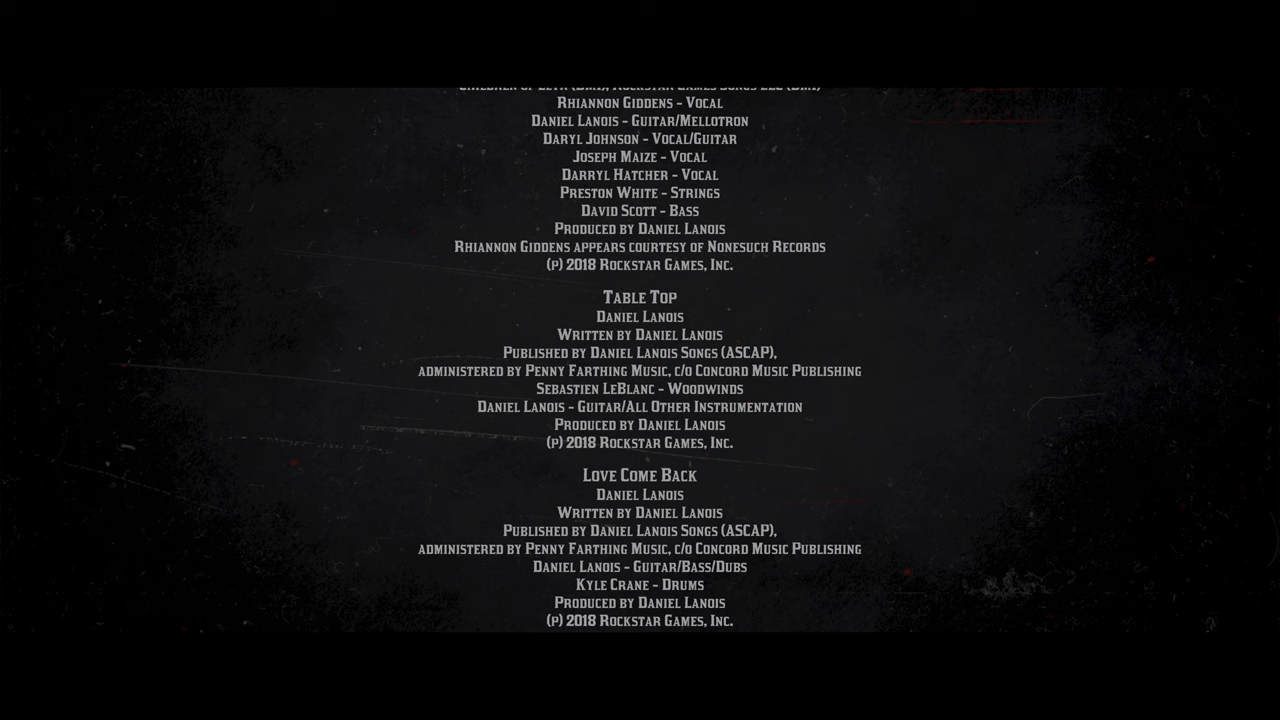 Rhiannon Giddens - Vocal
Daniel Lanois - Guitar/Mellotron
Daryl Johnson - Vocal/Guitar
Joseph Maize - Vocal
Darryl Hatcher - Vocal
Preston White - Strings
David Scott - Bass
Produced by Daniel Lanois
Rhiannon Giddens appears courtesy of Nonesuch Records
(p) 2018 Rockstar Games, Inc.
Table Top
Daniel Lanois
Written by Daniel Lanois
Published by Daniel Lanois Songs (ASCAP),
administered by Penny Farthing Music, c/o Concord Music Publishing
Sebastien LeBlanc - Woodwinds
Daniel Lanois - Guitar/All Other Instrumentation
Produced by Daniel Lanois
(p) 2018 Rockstar Games, Inc.
Love Come Back
Daniel Lanois
Written by Daniel Lanois
Published by Daniel Lanois Songs (ASCAP),
administered by Penny Farthing Music, c/o Concord Music Publishing
Daniel Lanois - Guitar/Bass/Dubs
Kyle Crane - Drums
Produced by Daniel Lanois
(p) 2018 Rockstar Games, Inc.